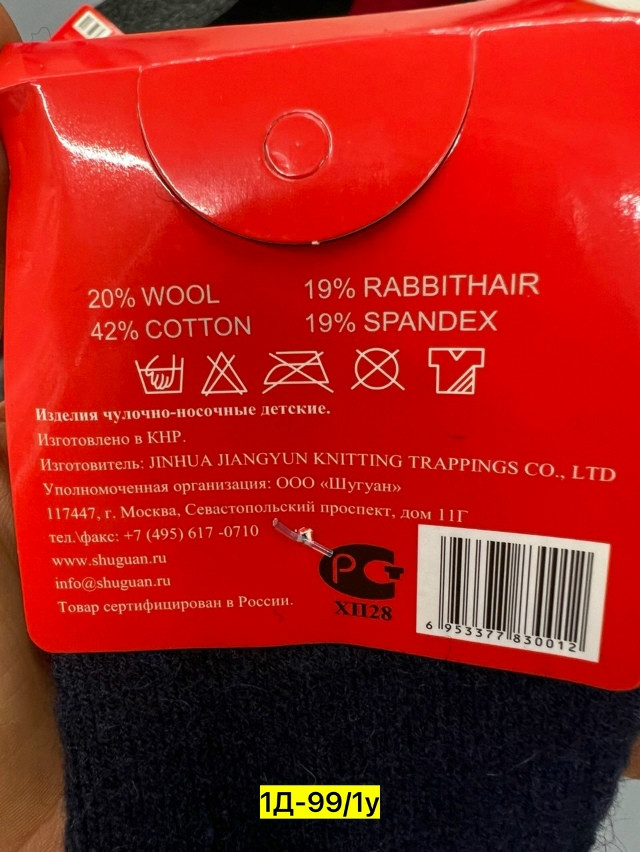 20% WOOL 19% RABBITHAIR
42% COTTON 19% SPANDEX
Изделия чулочно-носочные детские.
Изготовлено в КНР.
Изготовитель: JINHUA JIANGYUN KNITTING TRAPPINGS CO., LTD
Уполномоченная организация: ООО «Шугуан»
117447, г. Москва, Севастопольский проспект, дом 11Г
тел.\факс: +7 (495) 617 -0710
www.shuguan.ru
info@shuguan.ru
Товар сертифицирован в России.
РСТ
ХП28
6 953377 830012
1Д-99/1у